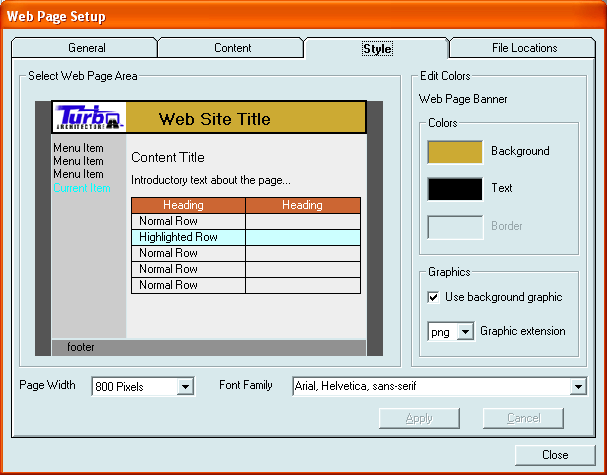 Web Page Setup
General
Content
Style
File Locations
Select Web Page Area
Turbo
ARCHITECTURE
Web Site Title
Menu Item
Menu Item
Menu Item
Current Item
Content Title
Introductory text about the page...
Heading Heading
Normal Row
Highlighted Row
Normal Row
Normal Row
Normal Row
footer
Edit Colors
Web Page Banner
Colors
Background
Text
Border
Graphics
Use background graphic
png Graphic extension
Page Width 800 Pixels Font Family Arial, Helvetica, sans-serif
Apply Cancel
Close